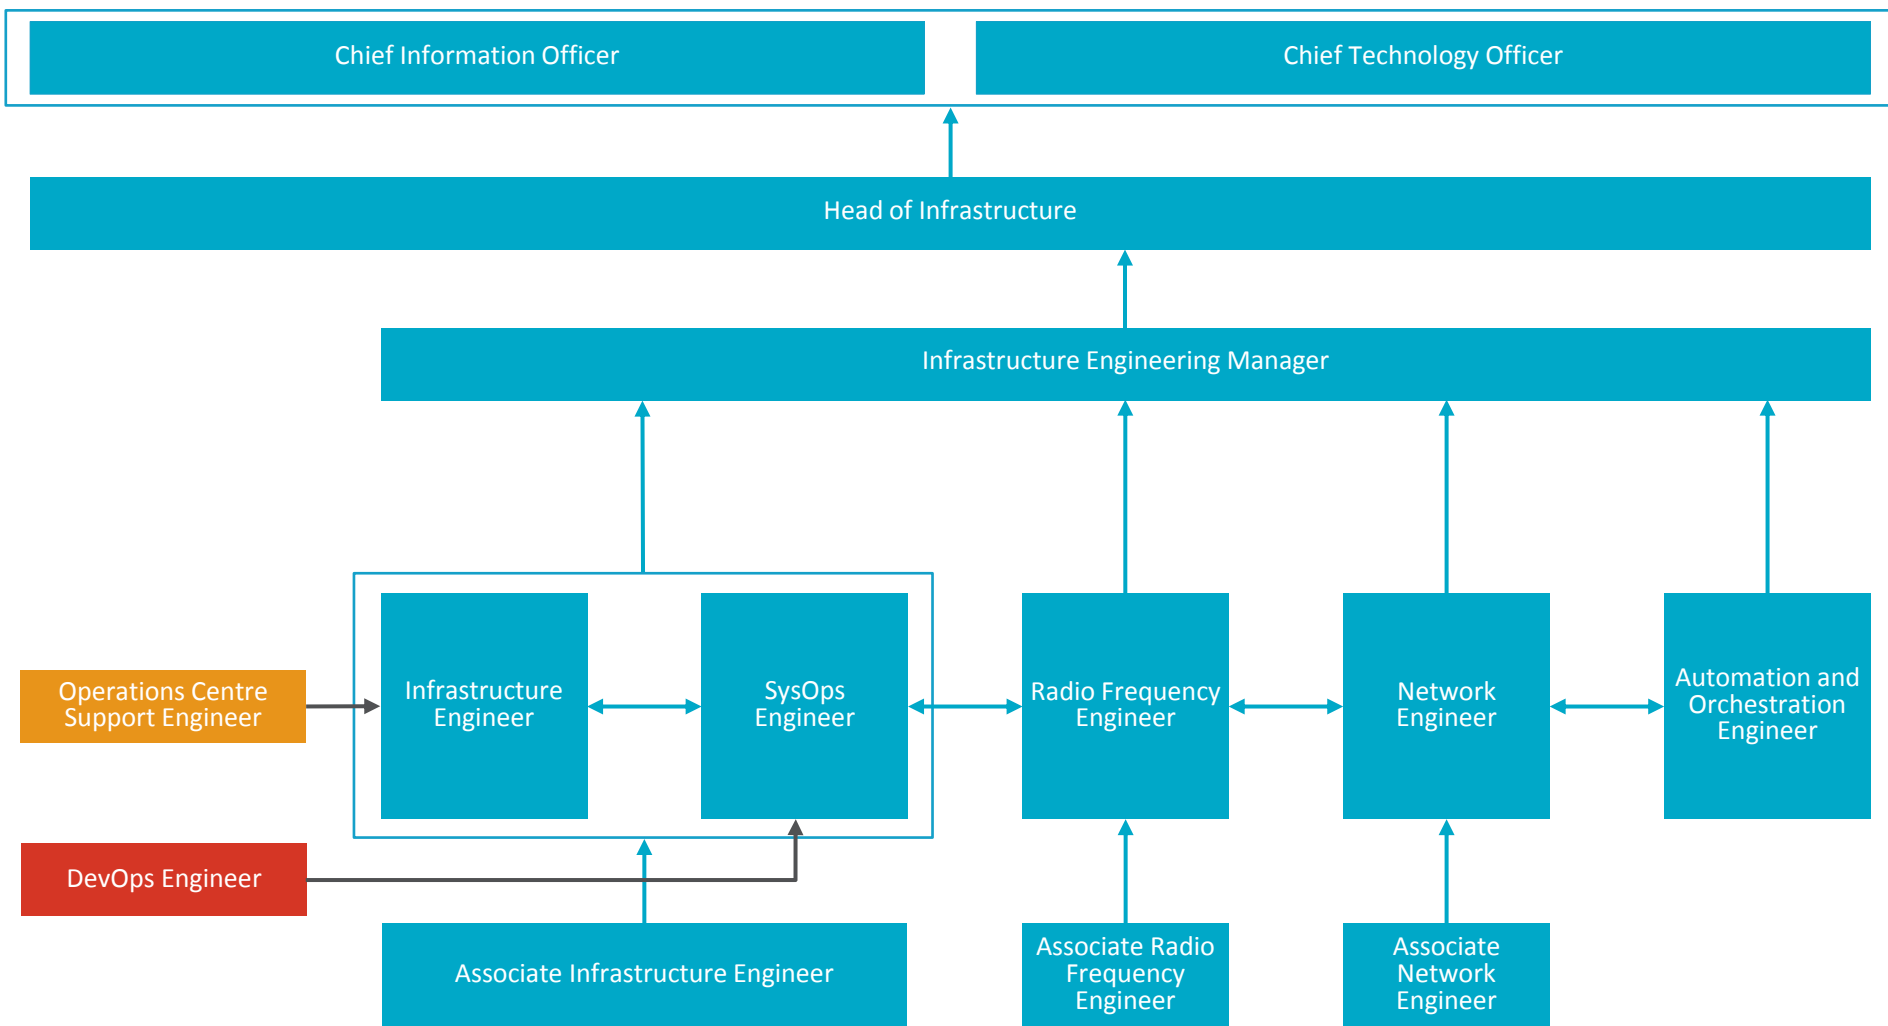 Chief Information Officer
Chief Technology Officer
Head of Infrastructure
Infrastructure Engineering Manager
Operations Centre
Support Engineer
Infrastructure
Engineer
SysOps
Engineer
Radio Frequency
Engineer
Network
Engineer
Automation and
Orchestration
Engineer
DevOps Engineer
Associate Infrastructure Engineer
Associate Radio
Frequency
Engineer
Associate
Network
Engineer